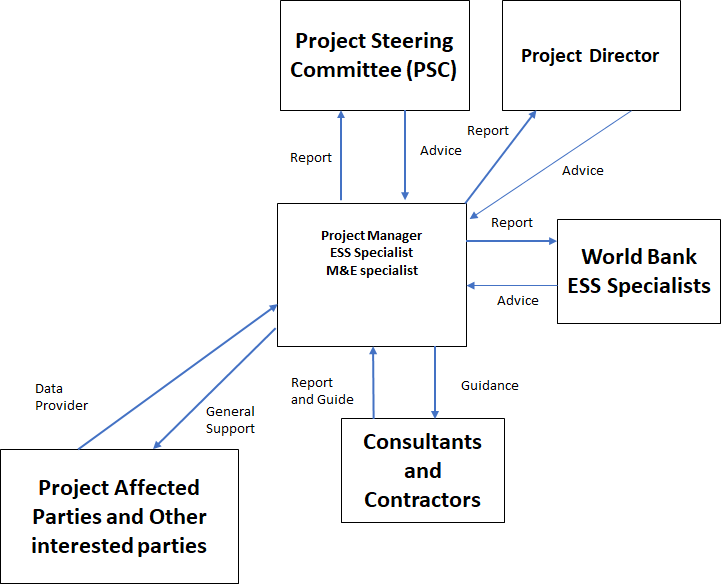 Project Steering
Committee (PSC)
Project Director
Report
Advice
Report
Advice
Project Manager
ESS Specialist
M&E specialist
Report
World Bank
ESS Specialists
Advice
Data
Provider
General
Support
Report
and Guide
Guidance
Consultants
and
Contractors
Project Affected
Parties and Other
interested parties